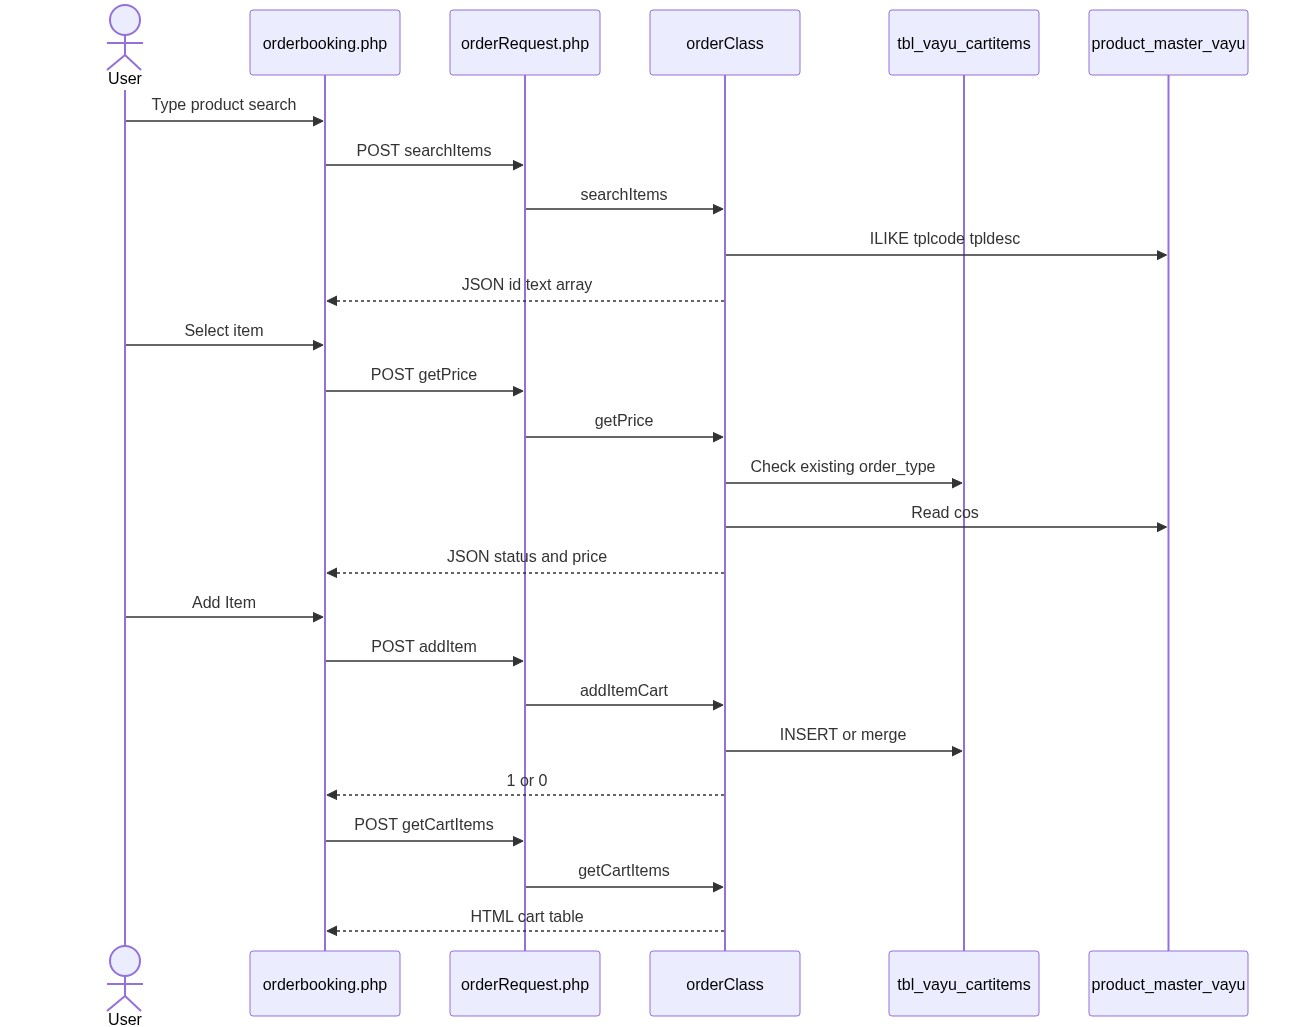 User
orderbooking.php
orderRequest.php
orderClass
tbl_vayu_cartitems
product_master_vayu
Type product search
POST searchItems
searchItems
ILIKE tplcode tpldesc
JSON id text array
Select item
POST getPrice
getPrice
Check existing order_type
Read cos
JSON status and price
Add Item
POST addItem
addItemCart
INSERT or merge
1 or 0
POST getCartItems
getCartItems
HTML cart table
User
orderbooking.php
orderRequest.php
orderClass
tbl_vayu_cartitems
product_master_vayu